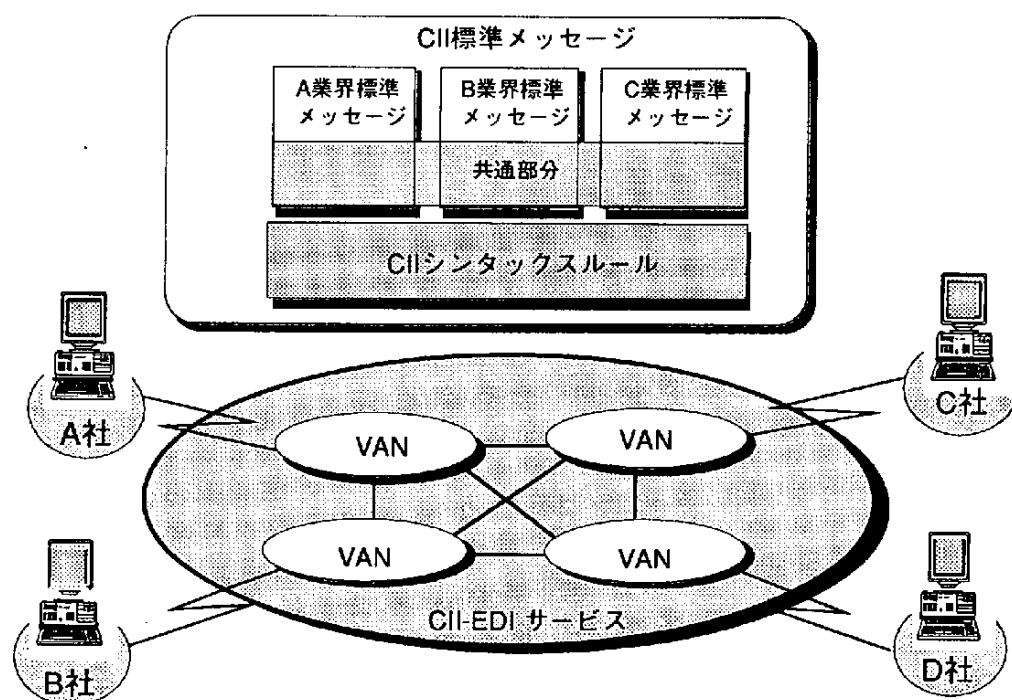 CII標準メッセージ
A業界標準
メッセージ
B業界標準
メッセージ
C業界標準
メッセージ
共通部分
CIIシンタックスルール
A社
C社
VAN
VAN
VAN
VAN
CII-EDI サービス
B社
D社